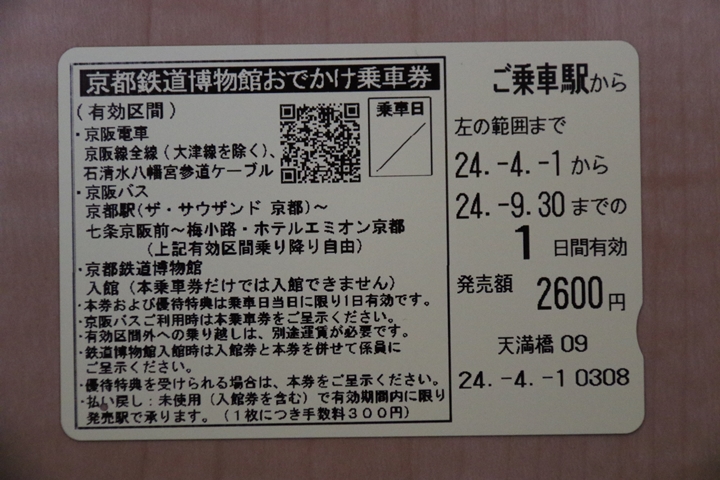 京都鉄道博物館おでかけ乗車券
(有効区間)
・京阪電車
京阪線全線(大津線を除く)、
石清水八幡宮参道ケーブル
・京阪バス
京都駅(ザ・サウザンド 京都)~
七条京阪前~梅小路・ホテルエミオン京都
(上記有効区間乗り降り自由)
・京都鉄道博物館
入館(本乗車券だけでは入館できません)
・本券および優待特典は乗車日当日に限り1日有効です。
・京阪バスご利用時は本乗車券をご呈示ください。
・有効区間外への乗り越しは、別途運賃が必要です。
・鉄道博物館入館時は入館券と本券を併せて係員に
ご呈示ください。
・優待特典を受けられる場合は、本券をご呈示ください。
・払い戻し:未使用(入館券を含む)で有効期間内に限り
発売駅で承ります。(1枚につき手数料300円)
乗車日
ご乗車駅から
左の範囲まで
24.-4.-1から
24.-9.30までの
1日間有効
発売額 2600円
天満橋 09
24.-4.-1 0308